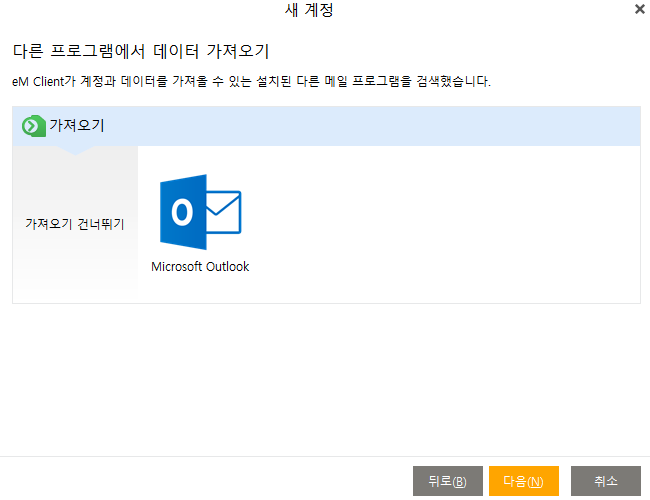 새 계정
다른 프로그램에서 데이터 가져오기
eM Client가 계정과 데이터를 가져올 수 있는 설치된 다른 메일 프로그램을 검색했습니다.
가져오기
가져오기 건너뛰기
Microsoft Outlook
뒤로(B)
다음(N)
취소